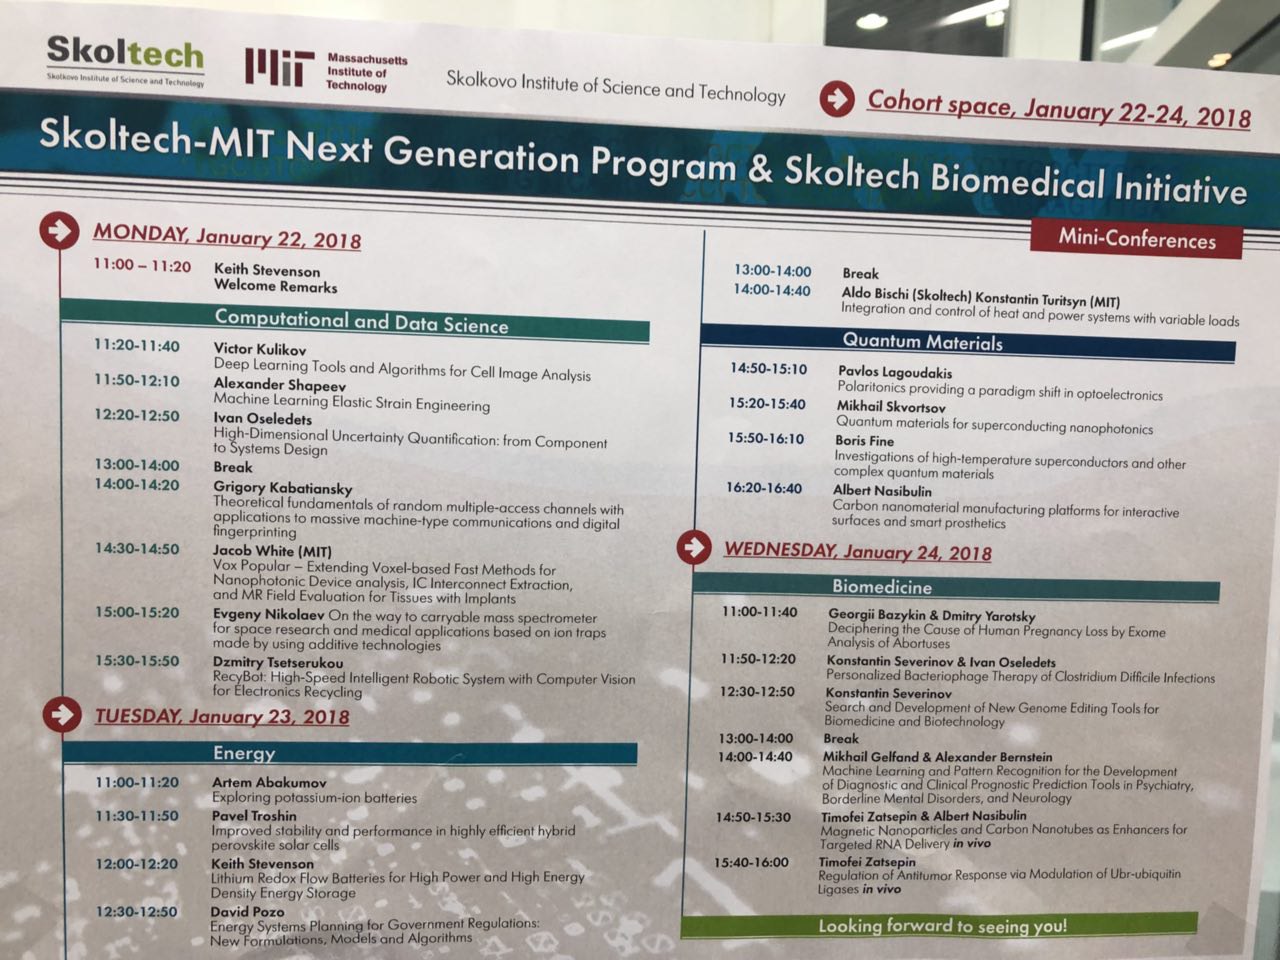 Skoltech
Skolkovo Institute of Science and Technology
MIT
Massachusetts
Institute of
Technology
Skolkovo Institute of Science and Technology
Cohort space, January 22-24, 2018
Skoltech-MIT Next Generation Program & Skoltech Biomedical Initiative
Mini-Conferences
MONDAY, January 22, 2018
11:00 – 11:20 Keith Stevenson
Welcome Remarks
Computational and Data Science
11:20-11:40 Victor Kulikov
Deep Learning Tools and Algorithms for Cell Image Analysis
11:50-12:10 Alexander Shapeev
Machine Learning Elastic Strain Engineering
12:20-12:50 Ivan Oseledets
High-Dimensional Uncertainty Quantification: from Component
to Systems Design
13:00-14:00 Break
14:00-14:20 Grigory Kabatiansky
Theoretical fundamentals of random multiple-access channels with
applications to massive machine-type communications and digital
fingerprinting
14:30-14:50 Jacob White (MIT)
Vox Popular – Extending Voxel-based Fast Methods for
Nanophotonic Device analysis, IC Interconnect Extraction,
and MR Field Evaluation for Tissues with Implants
15:00-15:20 Evgeny Nikolaev On the way to carryable mass spectrometer
for space research and medical applications based on ion traps
made by using additive technologies
15:30-15:50 Dzmitry Tsetserukou
RecyBot: High-Speed Intelligent Robotic System with Computer Vision
for Electronics Recycling
TUESDAY, January 23, 2018
Energy
11:00-11:20 Artem Abakumov
Exploring potassium-ion batteries
11:30-11:50 Pavel Troshin
Improved stability and performance in highly efficient hybrid
perovskite solar cells
12:00-12:20 Keith Stevenson
Lithium Redox Flow Batteries for High Power and High Energy
Density Energy Storage
12:30-12:50 David Pozo
Energy Systems Planning for Government Regulations:
New Formulations, Models and Algorithms
13:00-14:00 Break
14:00-14:40 Aldo Bischi (Skoltech) Konstantin Turitsyn (MIT)
Integration and control of heat and power systems with variable loads
Quantum Materials
14:50-15:10 Pavlos Lagoudakis
Polaritonics providing a paradigm shift in optoelectronics
15:20-15:40 Mikhail Skvortsov
Quantum materials for superconducting nanophotonics
15:50-16:10 Boris Fine
Investigations of high-temperature superconductors and other
complex quantum materials
16:20-16:40 Albert Nasibulin
Carbon nanomaterial manufacturing platforms for interactive
surfaces and smart prosthetics
WEDNESDAY, January 24, 2018
Biomedicine
11:00-11:40 Georgii Bazykin & Dmitry Yarotsky
Deciphering the Cause of Human Pregnancy Loss by Exome
Analysis of Abortuses
11:50-12:20 Konstantin Severinov & Ivan Oseledets
Personalized Bacteriophage Therapy of Clostridium Difficile Infections
12:30-12:50 Konstantin Severinov
Search and Development of New Genome Editing Tools for
Biomedicine and Biotechnology
13:00-14:00 Break
14:00-14:40 Mikhail Gelfand & Alexander Bernstein
Machine Learning and Pattern Recognition for the Development
of Diagnostic and Clinical Prognostic Prediction Tools in Psychiatry,
Borderline Mental Disorders, and Neurology
14:50-15:30 Timofei Zatsepin & Albert Nasibulin
Magnetic Nanoparticles and Carbon Nanotubes as Enhancers for
Targeted RNA Delivery in vivo
15:40-16:00 Timofei Zatsepin
Regulation of Antitumor Response via Modulation of Ubr-ubiquitin
Ligases in vivo
Looking forward to seeing you!